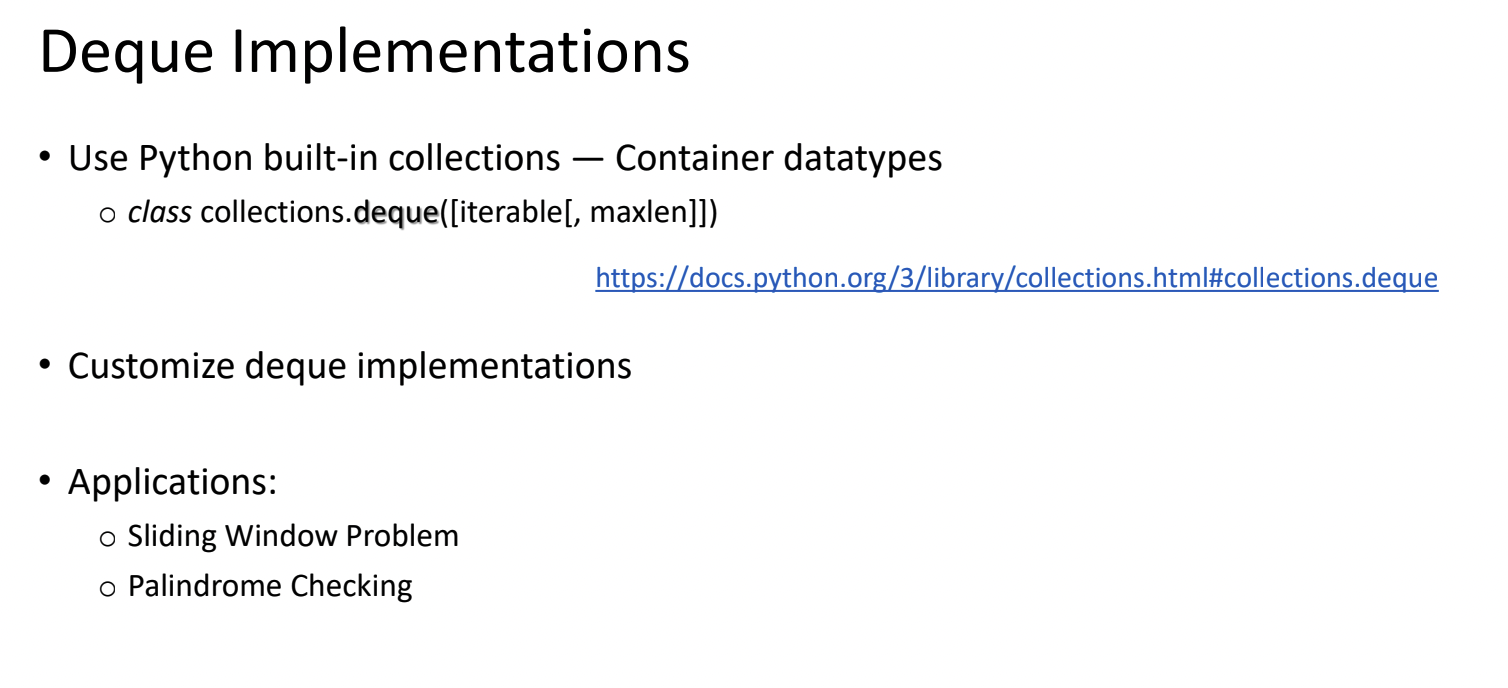 Deque Implementations
• Use Python built-in collections — Container datatypes
○ class collections.deque([iterable[, maxlen]])
https://docs.python.org/3/library/collections.html#collections.deque
• Customize deque implementations
• Applications:
○ Sliding Window Problem
○ Palindrome Checking